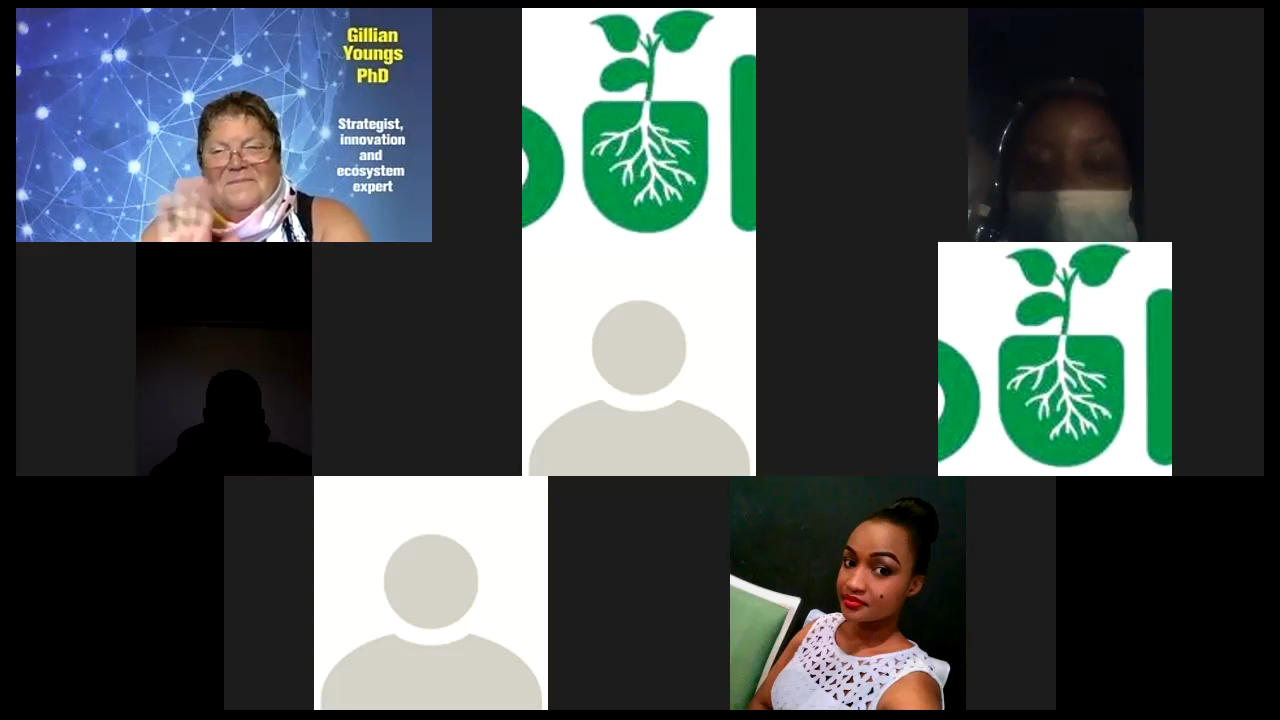 Gillian
Youngs
PhD
Strategist,
innovation
and
ecosystem
expert